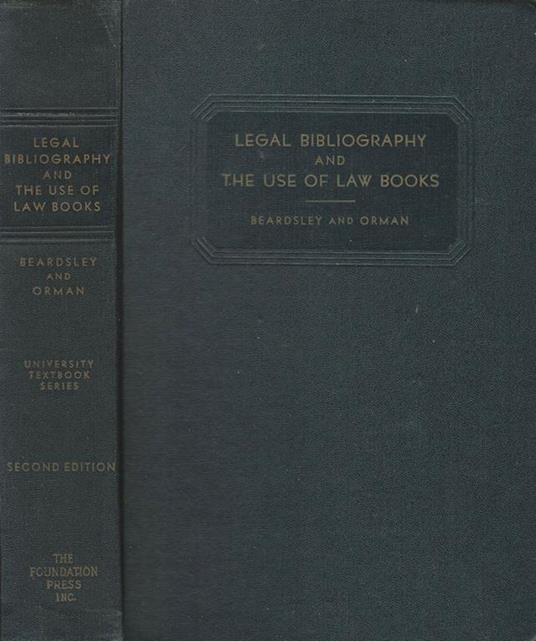 LEGAL
BIBLIOGRAPHY
AND
THE USE OF
LAW BOOKS
BEARDSLEY
AND
ORMAN
UNIVERSITY
TEXTBOOK
SERIES
SECOND EDITION
THE
FOUNDATION
PRESS
INC.
LEGAL BIBLIOGRAPHY
AND
THE USE OF LAW BOOKS
BEARDSLEY AND ORMAN